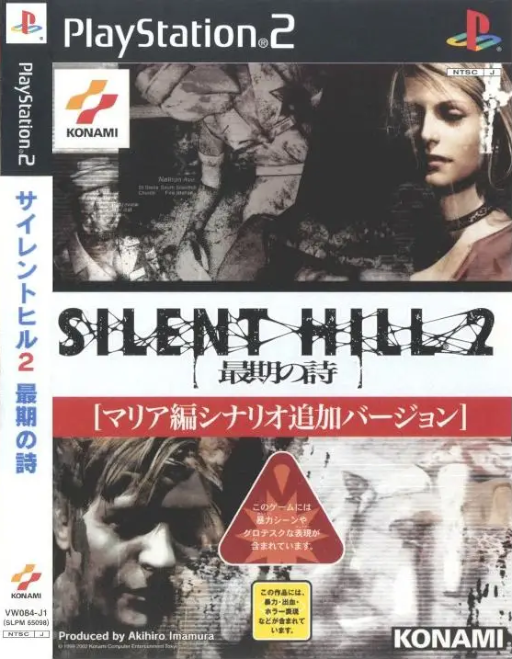 PlayStation®2
PlayStation®2
NTSC J
KONAMI
サイレントヒル2 最期の詩
SILENT HILL 2
最期の詩
[マリア編シナリオ追加バージョン]
このゲームには
暴力シーンや
グロテスクな表現が
含まれています。
この作品には、
暴力・出血・
ホラー表現
などが含まれて
います。
KONAMI
VW084-J1
(SLPM 65098)
NTSC J
Produced by Akihiro Imamura
KONAMI